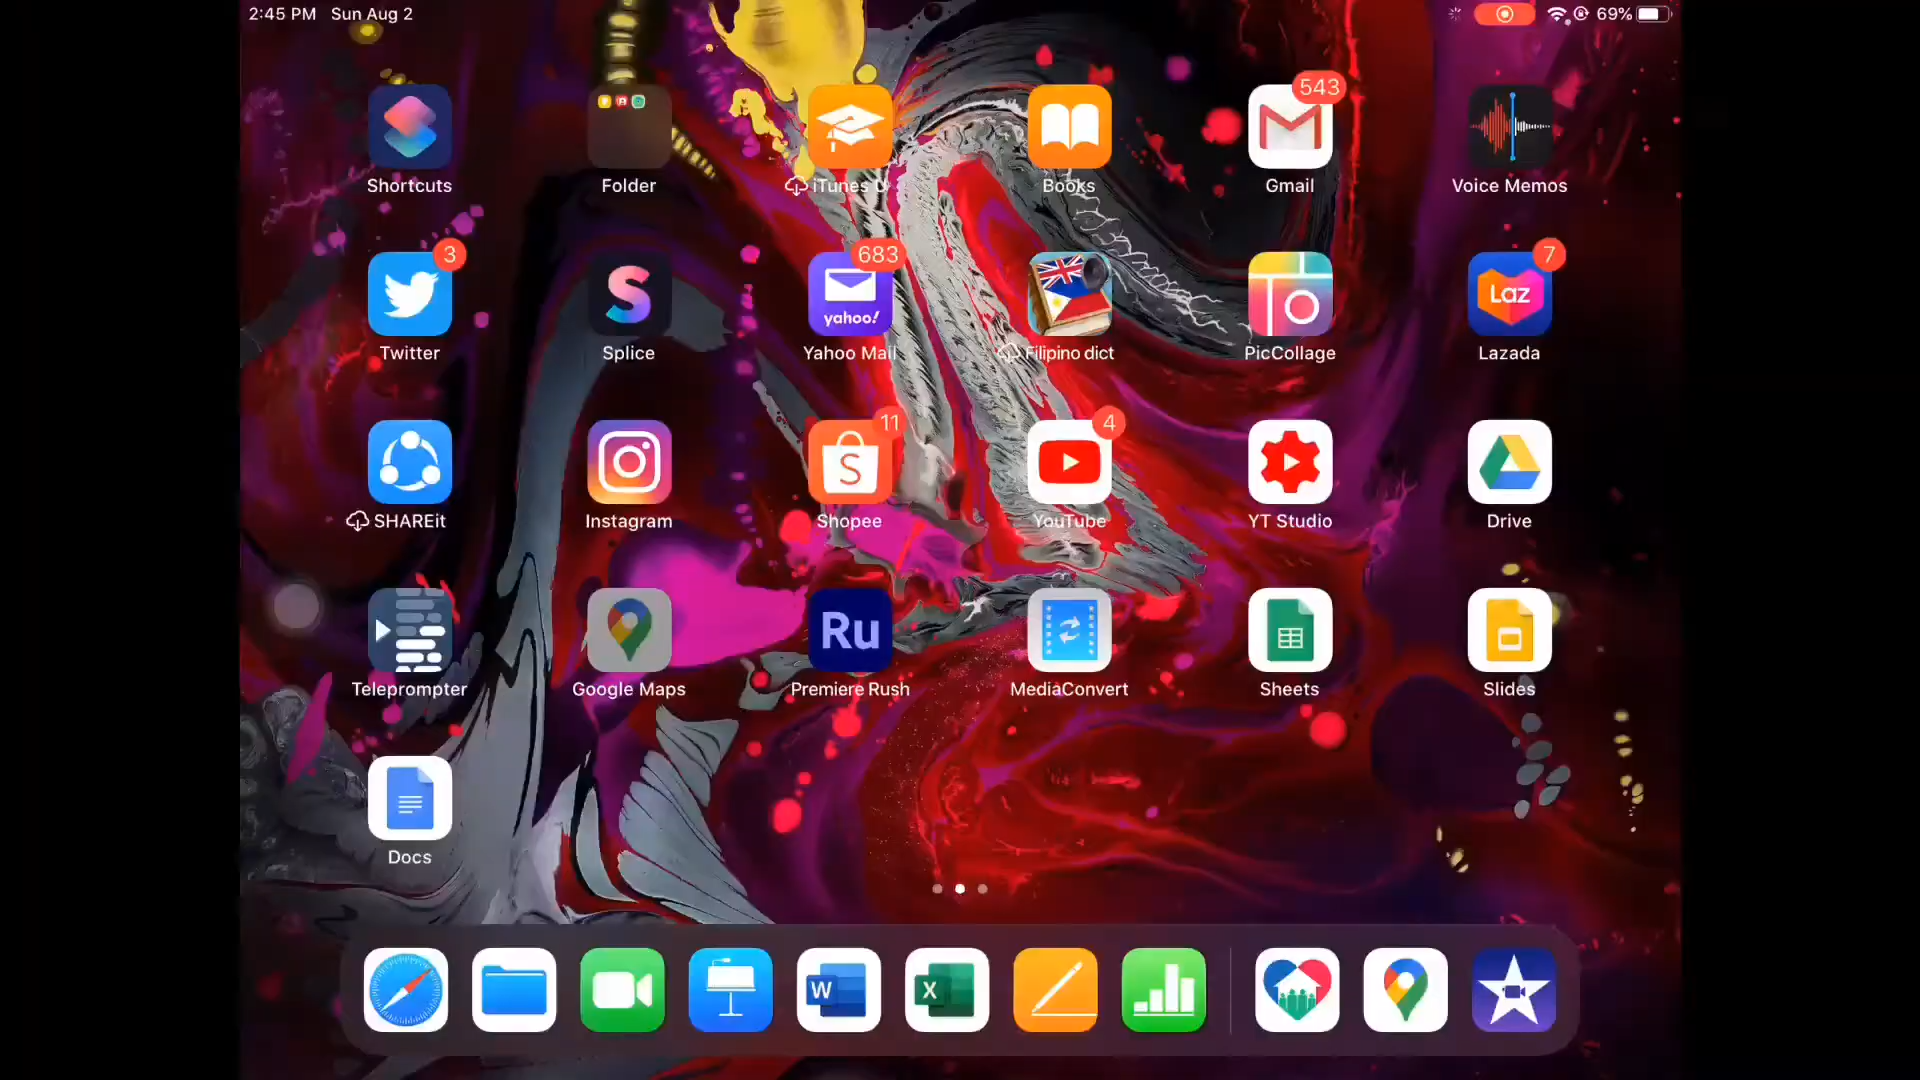 2:45 PM Sun Aug 2
69%
543
Shortcuts
Folder
iTunes U
Books
Gmail
Voice Memos
3
683
yahoo!
7
Laz
Twitter
Splice
Yahoo Mail
Filipino dict
PicCollage
Lazada
11
4
SHAREit
Instagram
Shopee
YouTube
YT Studio
Drive
Ru
Teleprompter
Google Maps
Premiere Rush
MediaConvert
Sheets
Slides
Docs
W
X